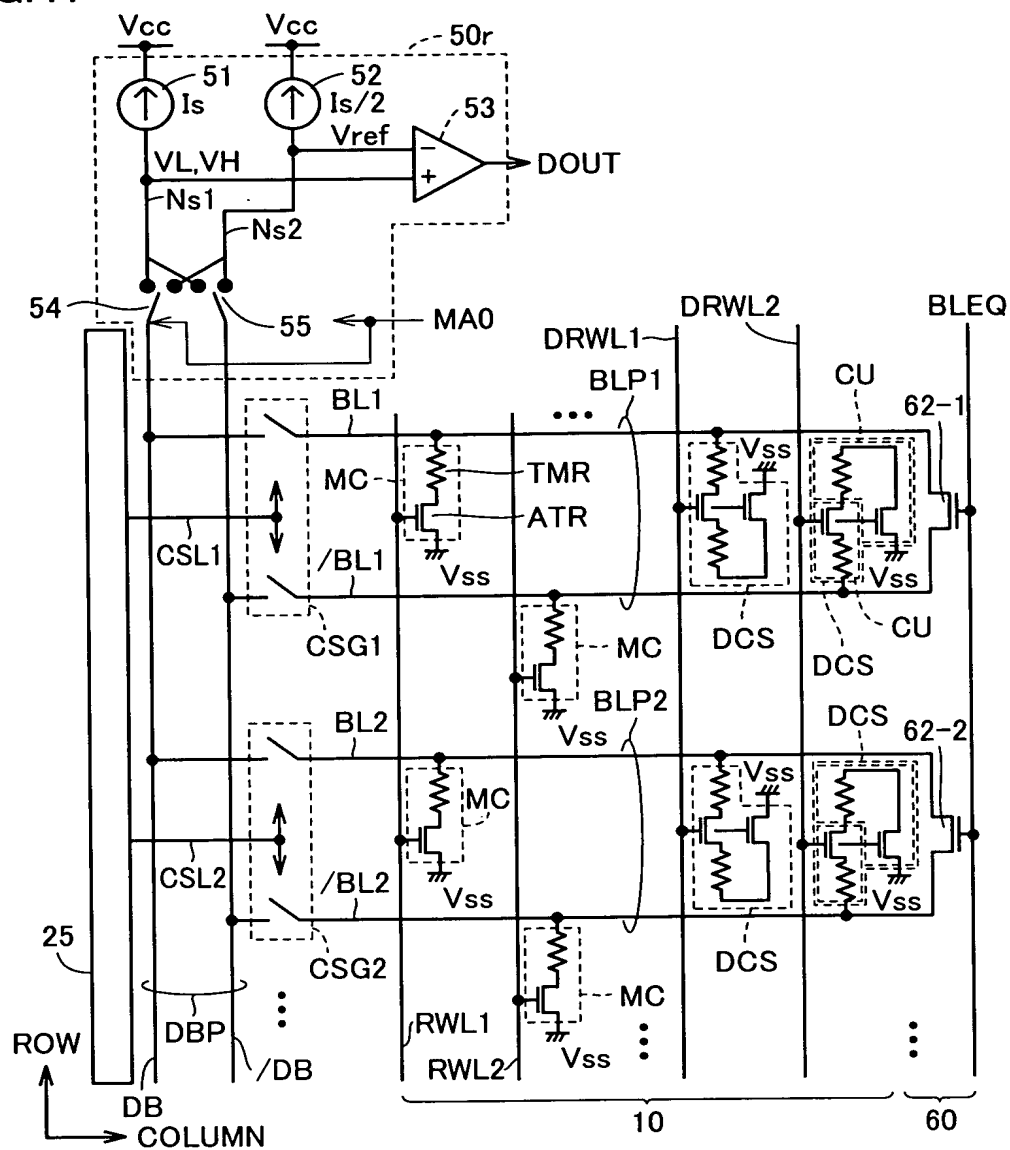 Vcc Vcc 50r
51 52
Is Is/2 53
Vref
VL,VH − + DOUT
Ns1
Ns2
54 55 MA0
DRWL1 DRWL2 BLEQ
BL1 ••• BLP1 CU 62-1
MC TMR Vss
ATR
CSL1 /BL1 Vss Vss
CSG1 MC DCS DCS CU
Vss
BL2 BLP2 DCS 62-2
MC Vss
CSL2 /BL2 Vss Vss
25 CSG2 MC DCS
DBP RWL1 Vss
ROW /DB RWL2
DB 10 60
COLUMN